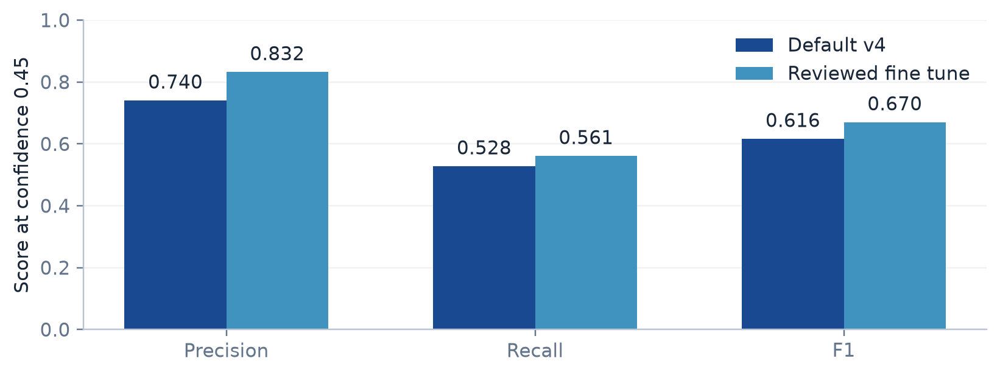 Score at confidence 0.45
1.0
0.8
0.6
0.4
0.2
0.0
Default v4
Reviewed fine tune
0.740
0.832
0.528
0.561
0.616
0.670
Precision
Recall
F1